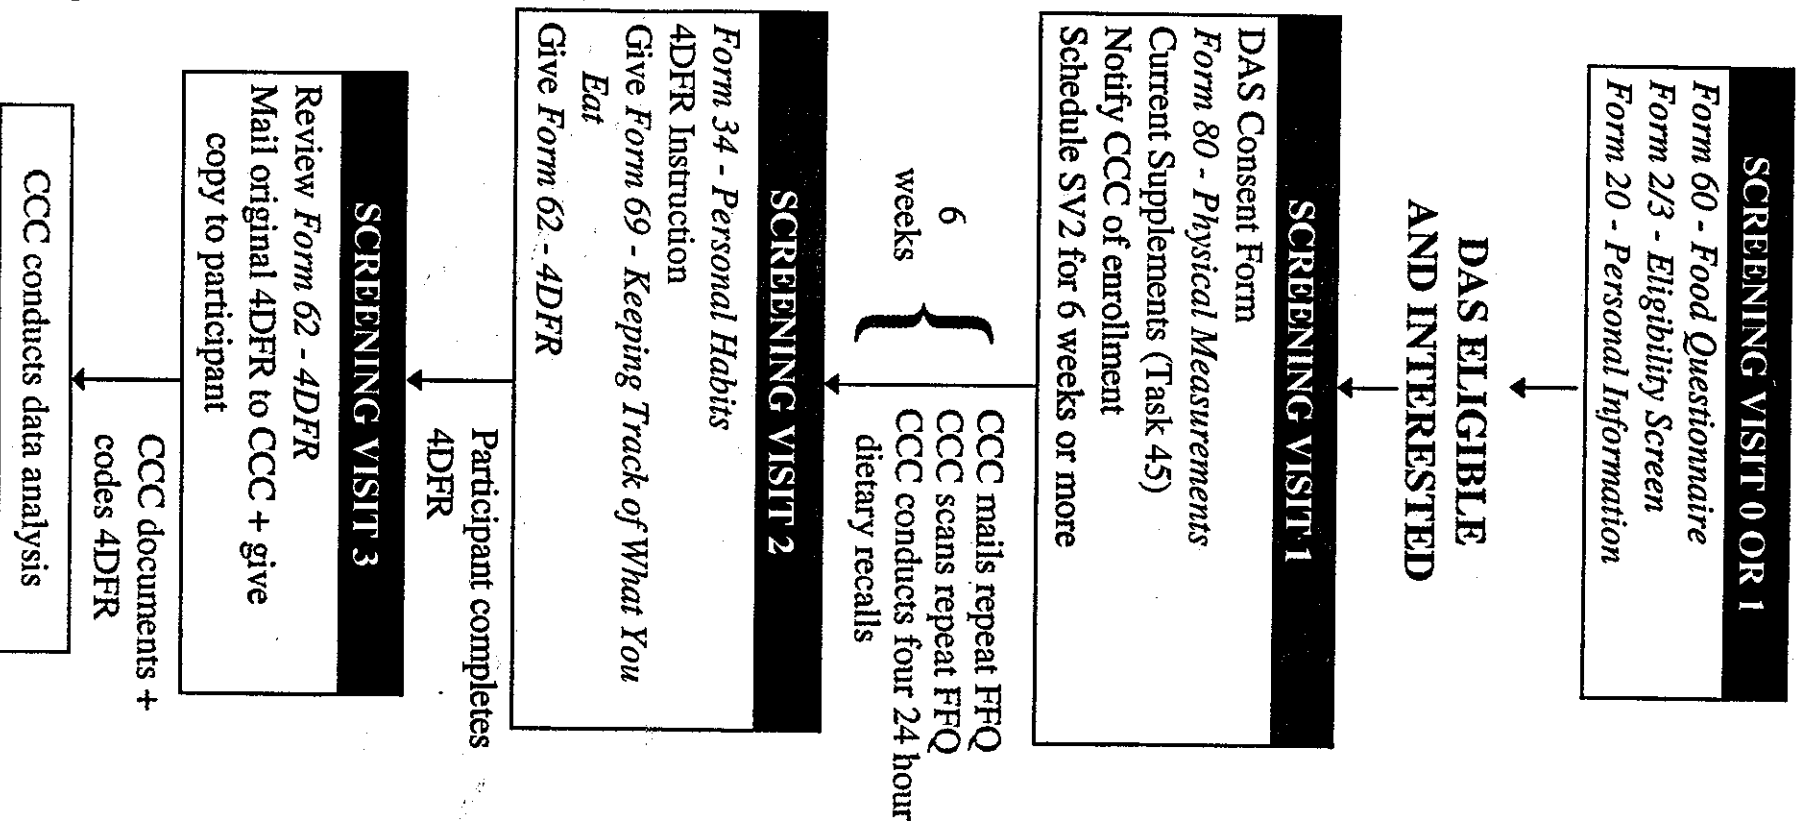 SCREENING VISIT 0 OR 1
Form 60 - Food Questionnaire
Form 2/3 - Eligibility Screen
Form 20 - Personal Information
DAS ELIGIBLE
AND INTERESTED
SCREENING VISIT 1
DAS Consent Form
Form 80 - Physical Measurements
Current Supplements (Task 45)
Notify CCC of enrollment
Schedule SV2 for 6 weeks or more
6
weeks
CCC mails repeat FFQ
CCC scans repeat FFQ
CCC conducts four 24 hour
dietary recalls
SCREENING VISIT 2
Form 34 - Personal Habits
4DFR Instruction
Give Form 69 - Keeping Track of What You
Eat
Give Form 62 - 4DFR
Participant completes
4DFR
SCREENING VISIT 3
Review Form 62 - 4DFR
Mail original 4DFR to CCC + give
copy to participant
CCC documents +
codes 4DFR
CCC conducts data analysis